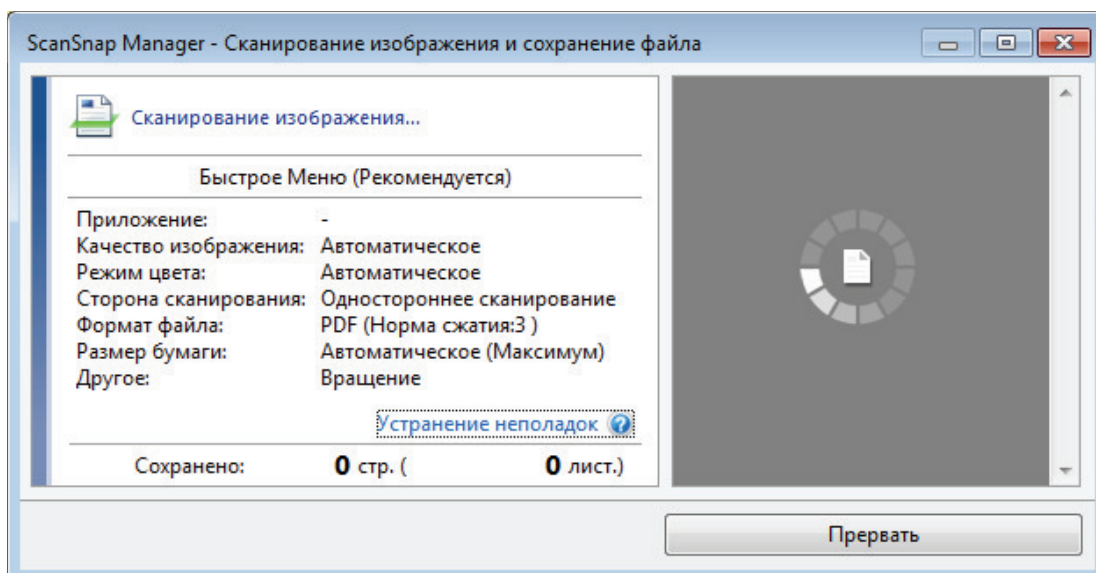 ScanSnap Manager - Сканирование изображения и сохранение файла
Сканирование изображения...
Быстрое Меню (Рекомендуется)
Приложение: -
Качество изображения: Автоматическое
Режим цвета: Автоматическое
Сторона сканирования: Одностороннее сканирование
Формат файла: PDF (Норма сжатия:3 )
Размер бумаги: Автоматическое (Максимум)
Другое: Вращение
Устранение неполадок ?
Сохранено: 0 стр. ( 0 лист.)
Прервать